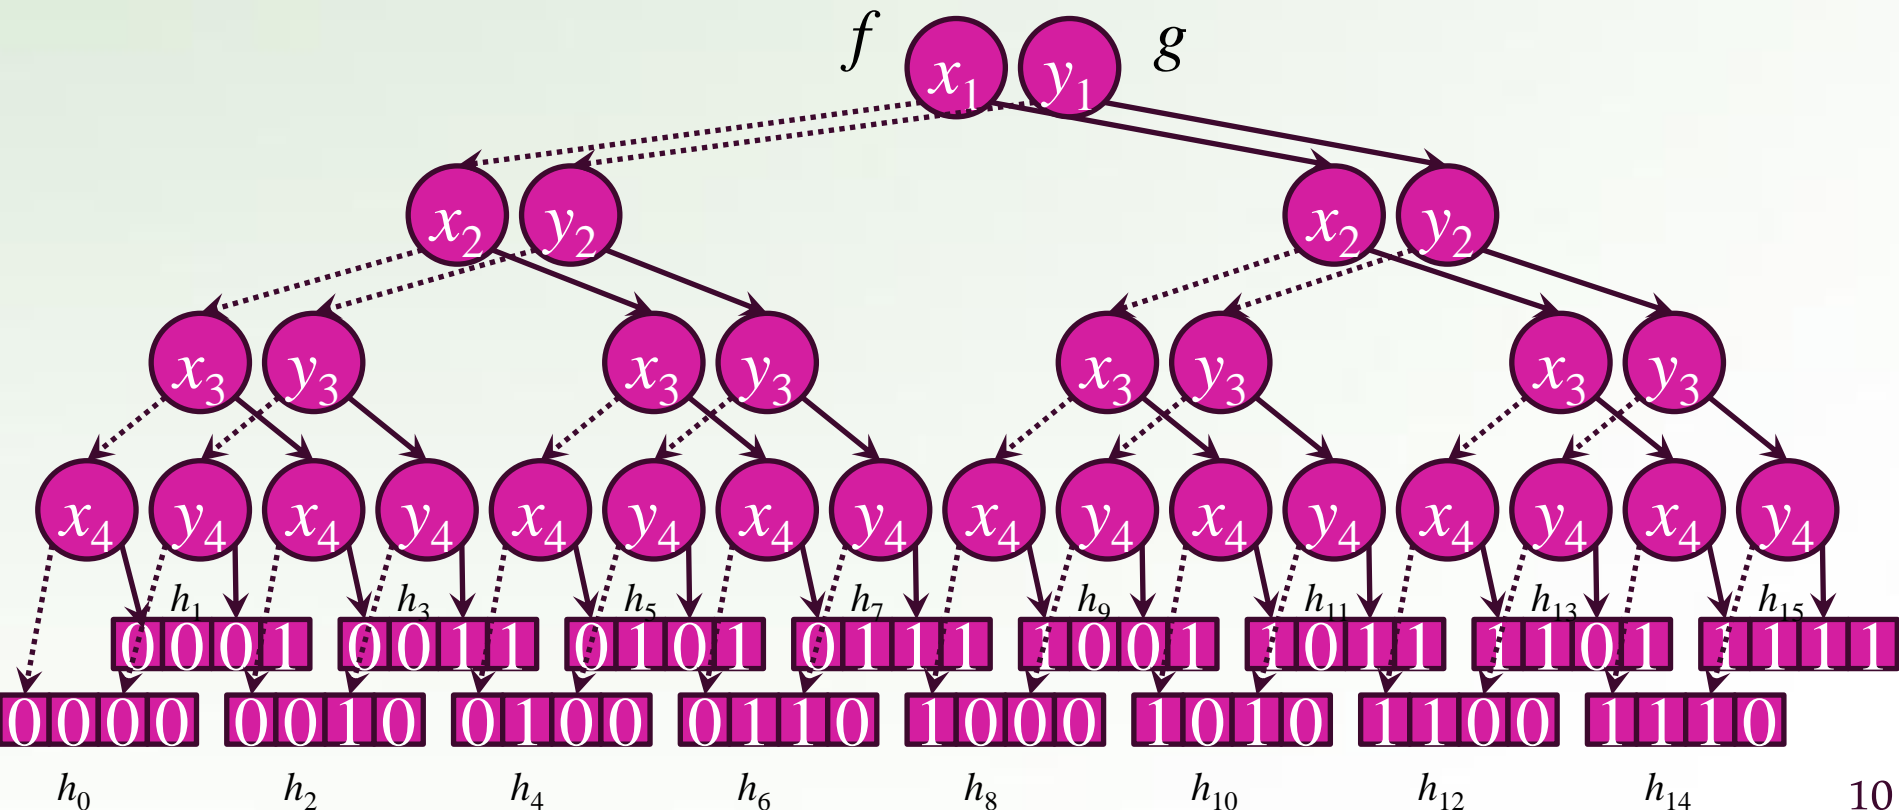 f x₁ y₁ g
x₂ y₂ x₂ y₂
x₃ y₃ x₃ y₃ x₃ y₃ x₃ y₃
x₄ y₄ x₄ y₄ x₄ y₄ x₄ y₄ x₄ y₄ x₄ y₄ x₄ y₄ x₄ y₄
h₁ h₃ h₅ h₇ h₉ h₁₁ h₁₃ h₁₅
0001 0011 0101 0111 1001 1011 1101 1111
0000 0010 0100 0110 1000 1010 1100 1110
h₀ h₂ h₄ h₆ h₈ h₁₀ h₁₂ h₁₄ 10